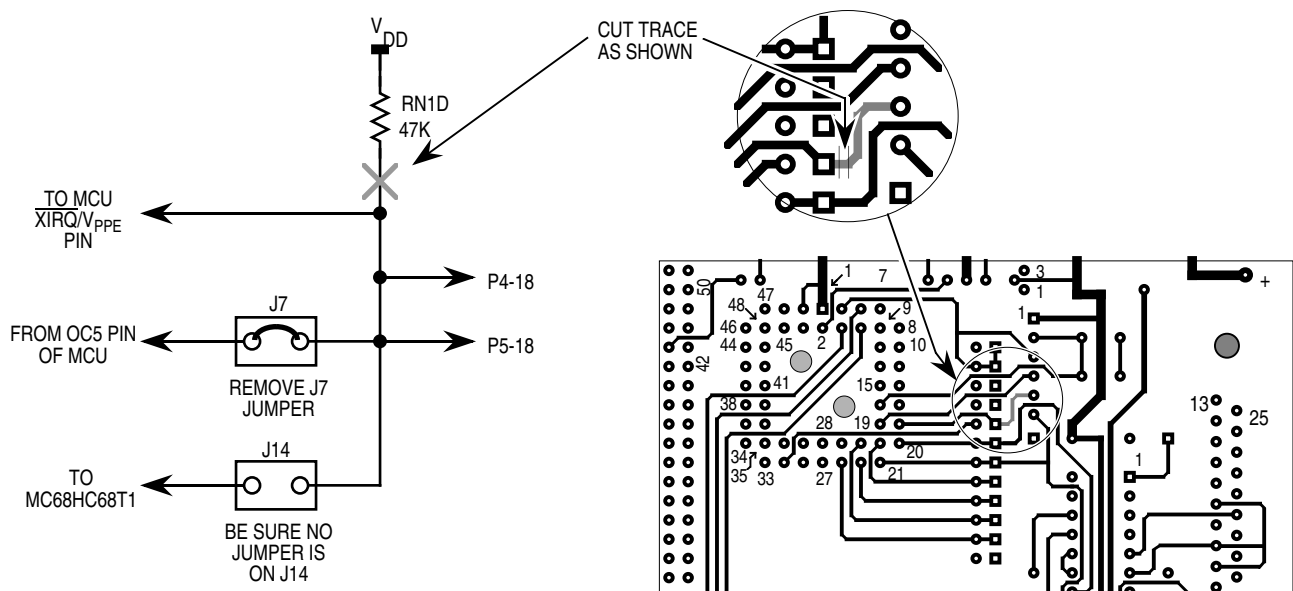 V
DD
RN1D
47K
TO MCU
XIRQ/VPPE
PIN
P4-18
J7
FROM OC5 PIN
OF MCU
P5-18
REMOVE J7
JUMPER
J14
TO
MC68HC68T1
BE SURE NO
JUMPER IS
ON J14
CUT TRACE
AS SHOWN
50
47
1
7
3
1
+
48
9
1
46
2
8
44
45
10
42
41
15
38
28
19
13
25
34
20
35
33
27
21
1